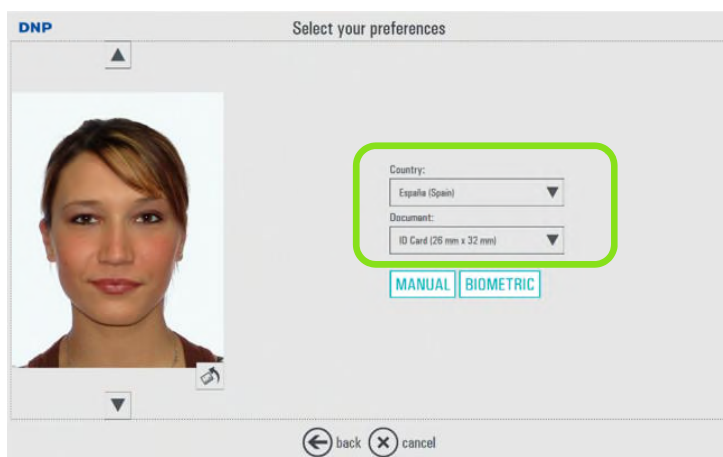 DNP
Select your preferences
Country:
España (Spain)
Document:
ID Card (26 mm x 32 mm)
MANUAL BIOMETRIC
back cancel